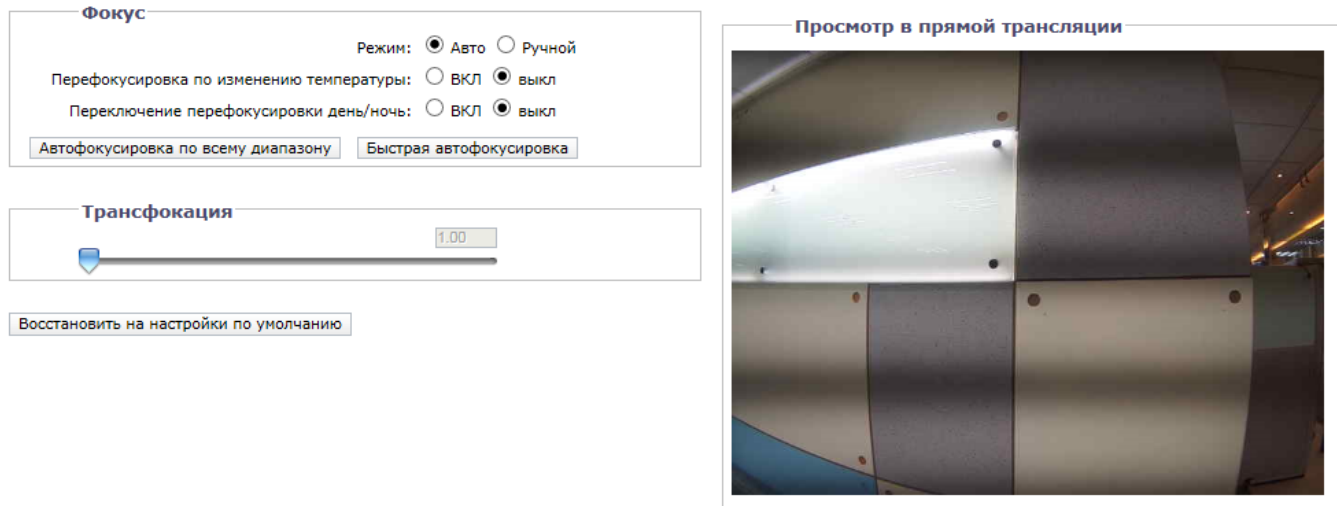 Фокус
Режим: Авто Ручной
Перефокусировка по изменению температуры: ВКЛ выкл
Переключение перефокусировки день/ночь: ВКЛ выкл
Автофокусировка по всему диапазону Быстрая автофокусировка
Трансфокация
1.00
Восстановить на настройки по умолчанию
Просмотр в прямой трансляции